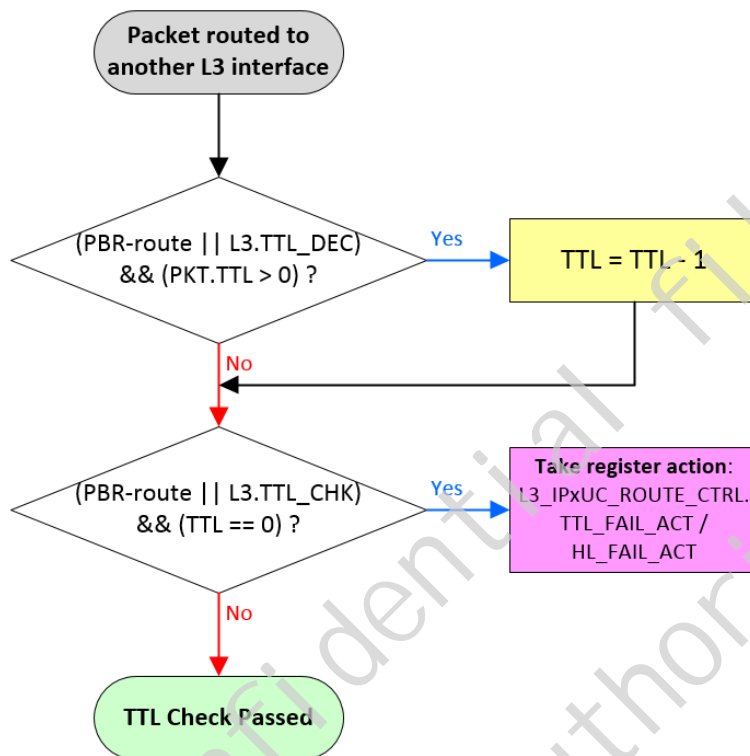 Packet routed to
another L3 interface
(PBR-route || L3.TTL_DEC)
&& (PKT.TTL > 0) ?
Yes
TTL = TTL - 1
No
(PBR-route || L3.TTL_CHK)
&& (TTL == 0) ?
Yes
Take register action:
L3_IPxUC_ROUTE_CTRL.
TTL_FAIL_ACT /
HL_FAIL_ACT
No
TTL Check Passed